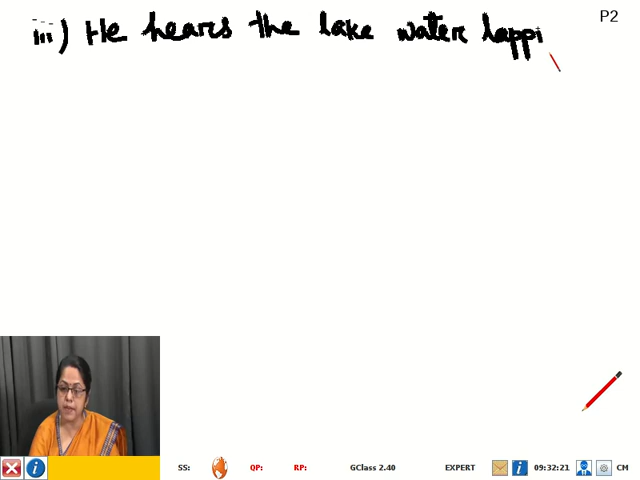 P2
iii) He hears the lake water lappi
SS: QP: RP: GClass 2.40 EXPERT 09:32:21 CM